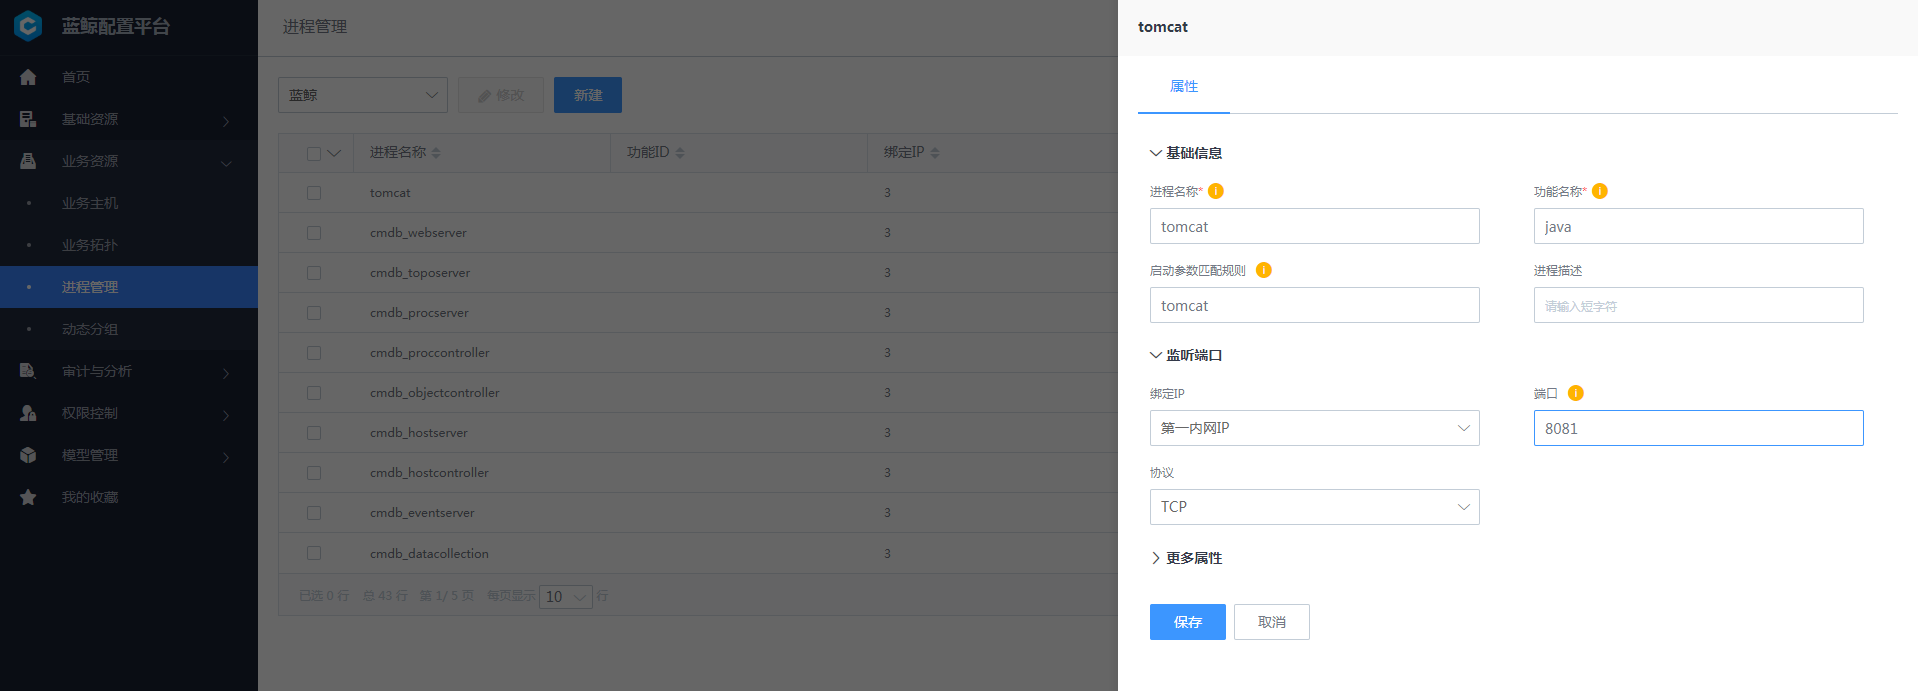 蓝鲸配置平台
首页
基础资源
业务资源
业务主机
业务拓扑
进程管理
动态分组
审计与分析
权限控制
模型管理
我的收藏
进程管理
蓝鲸
修改
新建
进程名称 功能ID 绑定IP
tomcat 3
cmdb_webserver 3
cmdb_toposerver 3
cmdb_procserver 3
cmdb_proccontroller 3
cmdb_objectcontroller 3
cmdb_hostserver 3
cmdb_hostcontroller 3
cmdb_eventserver 3
cmdb_datacollection 3
已选 0 行 总 43 行 第 1/ 5 页 每页显示 10 行
tomcat
属性
基础信息
进程名称* 功能名称*
tomcat java
启动参数匹配规则 进程描述
tomcat 请输入短字符
监听端口
绑定IP 端口
第一内网IP 8081
协议
TCP
更多属性
保存 取消